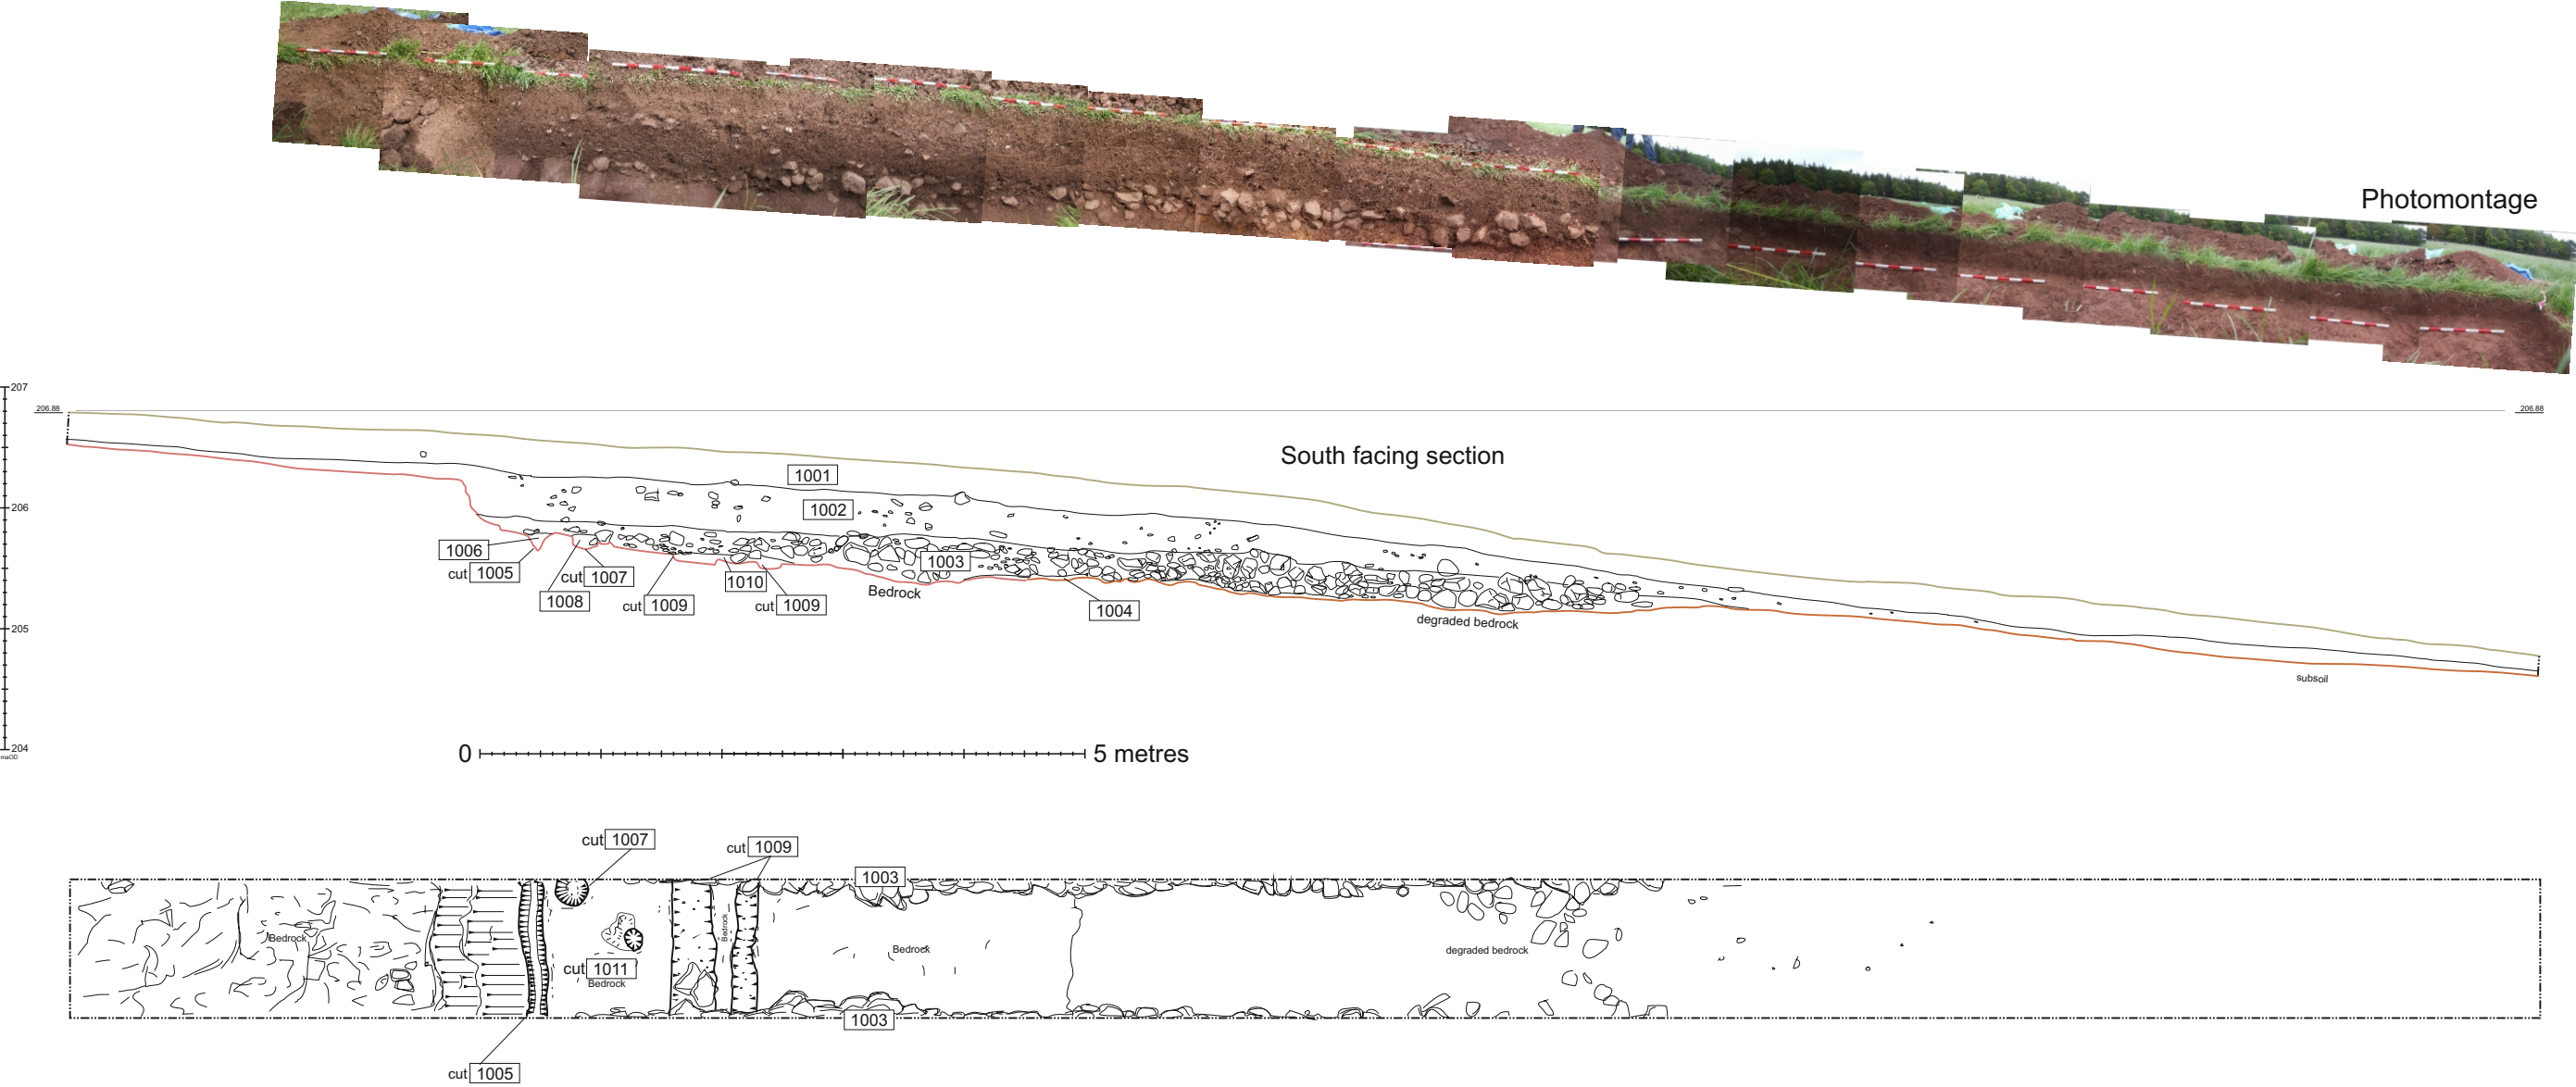 Photomontage
207
206.88
206.88
South facing section
1001
206
1002
1006
1003
cut 1005
cut 1007
1010
Bedrock
1008
cut 1009
cut 1009
1004
degraded bedrock
205
subsoil
204
maOD
0
5 metres
cut 1007
cut 1009
1003
Bedrock
Bedrock
Bedrock
degraded bedrock
cut 1011
Bedrock
1003
cut 1005